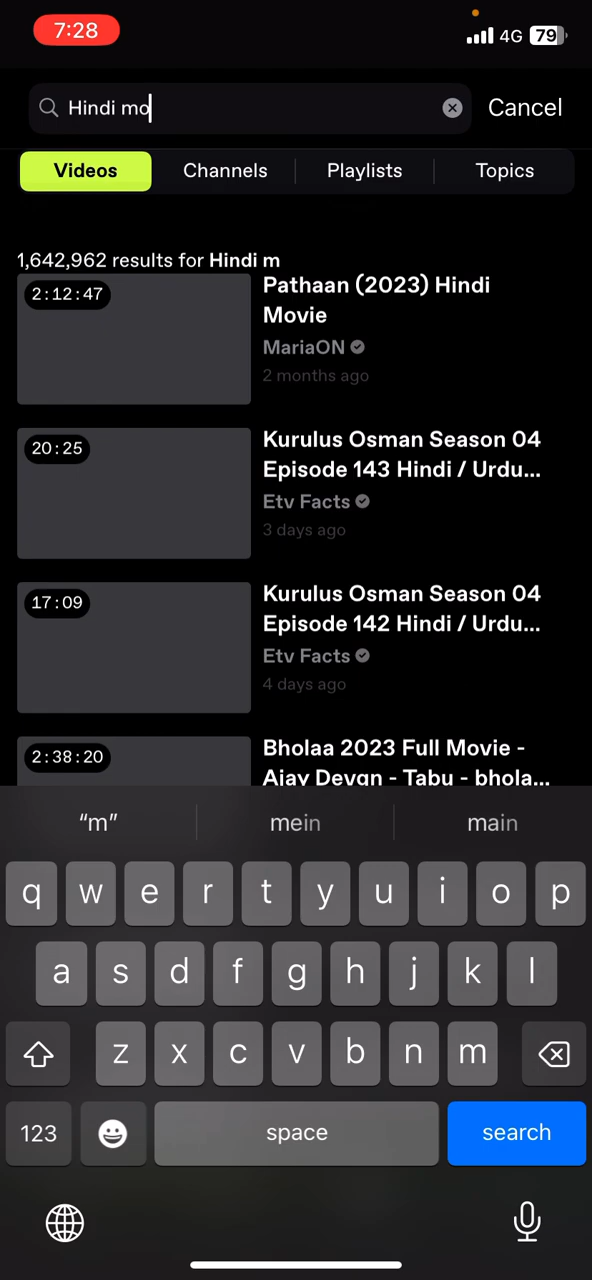 7:28
4G 79
Hindi mo
Cancel
Videos Channels Playlists Topics
1,642,962 results for Hindi m
2:12:47
Pathaan (2023) Hindi
Movie
MariaON
2 months ago
20:25
Kurulus Osman Season 04
Episode 143 Hindi / Urdu...
Etv Facts
3 days ago
17:09
Kurulus Osman Season 04
Episode 142 Hindi / Urdu...
Etv Facts
4 days ago
2:38:20
Bholaa 2023 Full Movie -
Ajay Devgn - Tabu - bhola...
“m” mein main
q w e r t y u i o p
a s d f g h j k l
z x c v b n m
123 space search